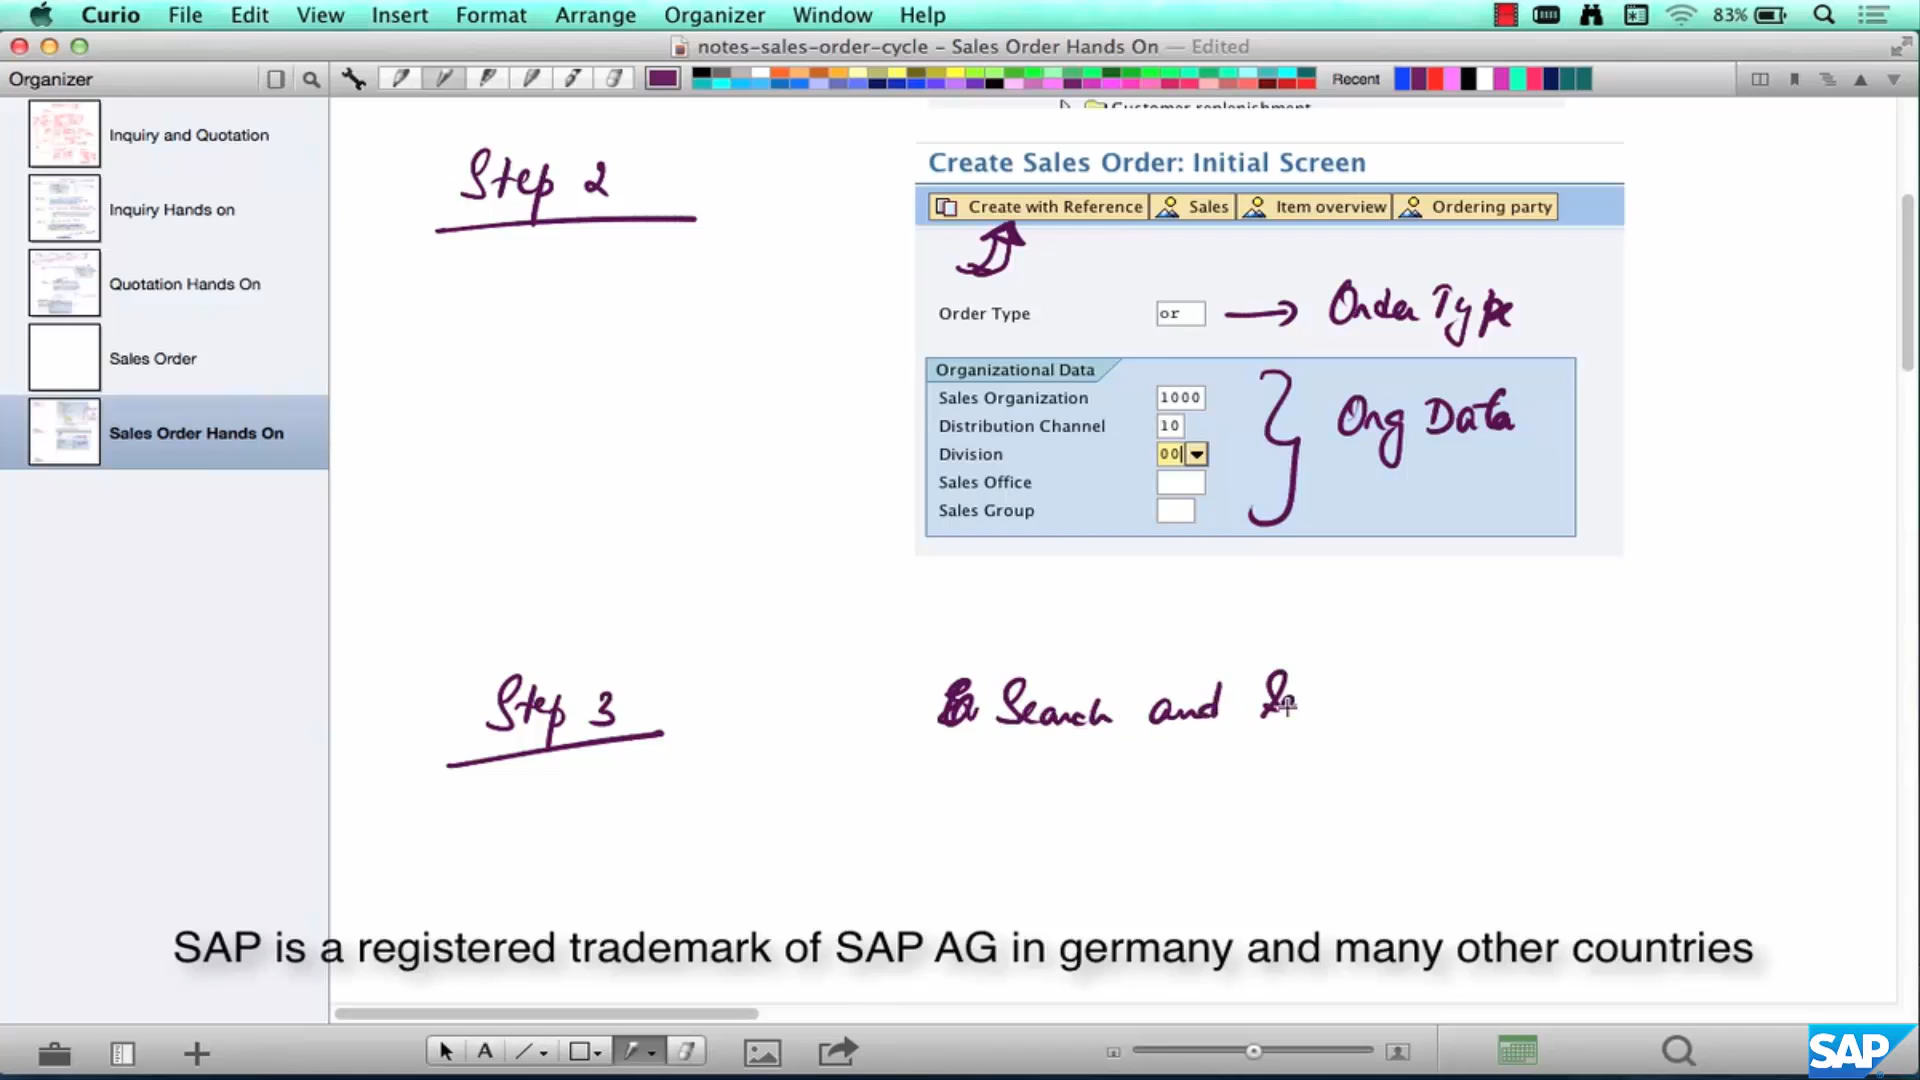 Curio File Edit View Insert Format Arrange Organizer Window Help 83%
notes-sales-order-cycle – Sales Order Hands On — Edited
Organizer Recent
Inquiry and Quotation
Inquiry Hands on
Quotation Hands On
Sales Order
Sales Order Hands On
Customer replenishment
Step 2
Create Sales Order: Initial Screen
Create with Reference Sales Item overview Ordering party
Order Type or Order Type
Organizational Data
Sales Organization 1000
Distribution Channel 10
Division 00
Sales Office
Sales Group
Org Data
Step 3
Search and
SAP is a registered trademark of SAP AG in germany and many other countries
A
SAP